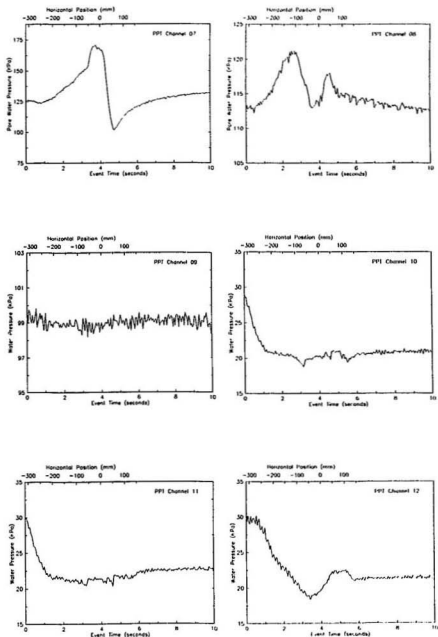 Horizontal Position (mm)
-300 -200 -100 0 100
PPT Channel 07
175
150
125
100
75
Pore Water Pressure (kPa)
0 2 4 6 8 10
Event Time (seconds)
Horizontal Position (mm)
-300 -200 -100 0 100
125
121
117
113
109
105
Pore Water Pressure (kPa)
0 2 4 6 8 10
Event Time (seconds)
Horizontal Position (mm)
-300 -200 -100 0 100
PPT Channel 09
103
101
99
97
95
Water Pressure (kPa)
0 2 4 6 8 10
Event Time (seconds)
Horizontal Position (mm)
-300 -200 -100 0 100
PPT Channel 10
35
30
25
20
15
Water Pressure (kPa)
0 2 4 6 8 10
Event Time (seconds)
Horizontal Position (mm)
-300 -200 -100 0 100
PPT Channel 11
35
30
25
20
15
Water Pressure (kPa)
0 2 4 6 8 10
Event Time (seconds)
Horizontal Position (mm)
-300 -200 -100 0 100
PPT Channel 12
35
30
25
20
15
Water Pressure (kPa)
0 2 4 6 8 10
Event Time (seconds)